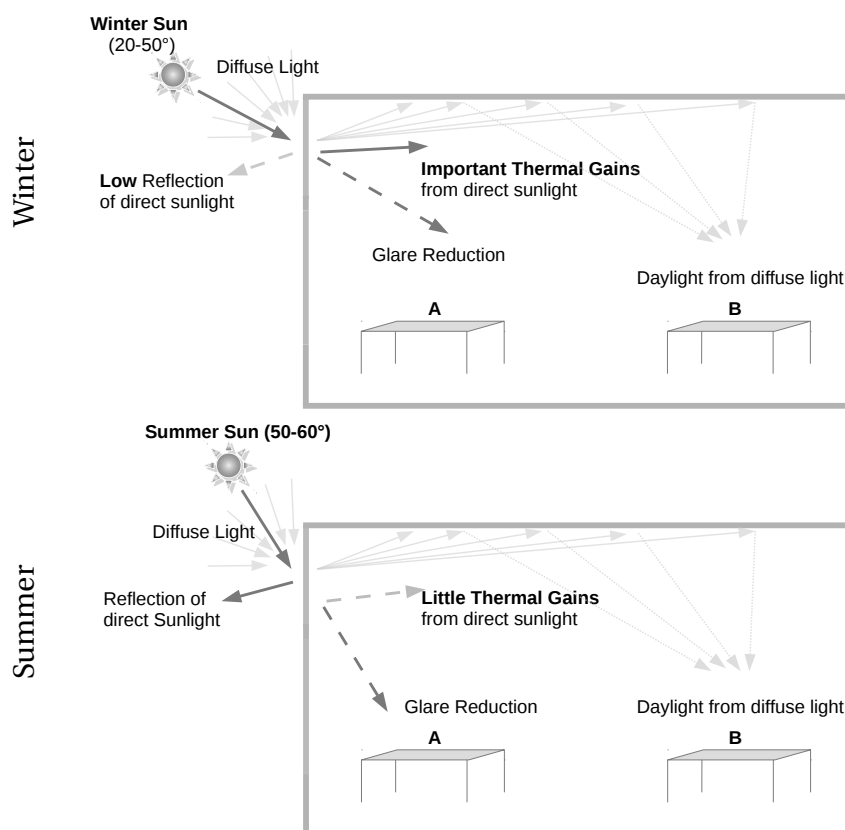 Winter
Winter Sun
(20-50°)
Diffuse Light
Low Reflection
of direct sunlight
Important Thermal Gains
from direct sunlight
Glare Reduction
Daylight from diffuse light
A
B
Summer
Summer Sun (50-60°)
Diffuse Light
Reflection of
direct Sunlight
Little Thermal Gains
from direct sunlight
Glare Reduction
Daylight from diffuse light
A
B